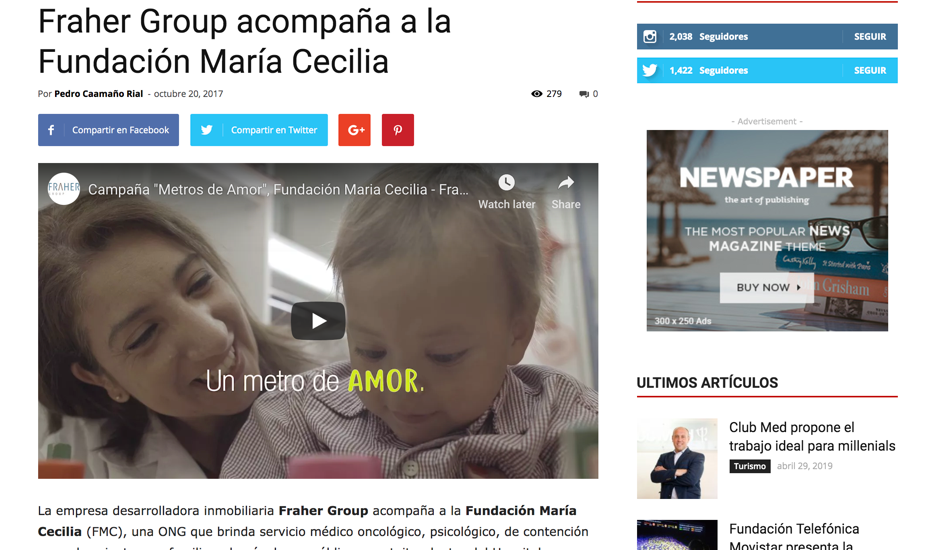 Fraher Group acompaña a la
Fundación María Cecilia
Por Pedro Caamaño Rial - octubre 20, 2017
279
0
Compartir en Facebook
Compartir en Twitter
FRAHER
Campaña "Metros de Amor", Fundación Maria Cecilia - Fra...
Watch later
Share
Un metro de AMOR.
La empresa desarrolladora inmobiliaria Fraher Group acompaña a la Fundación María
Cecilia (FMC), una ONG que brinda servicio médico oncológico, psicológico, de contención
2,038 Seguidores
SEGUIR
1,422 Seguidores
SEGUIR
- Advertisement -
NEWSPAPER
the art of publishing
THE MOST POPULAR NEWS
MAGAZINE THEME
BUY NOW
300 x 250 Ads
ULTIMOS ARTÍCULOS
Club Med propone el
trabajo ideal para millenials
Turismo abril 29, 2019
Fundación Telefónica
Movistar presenta la